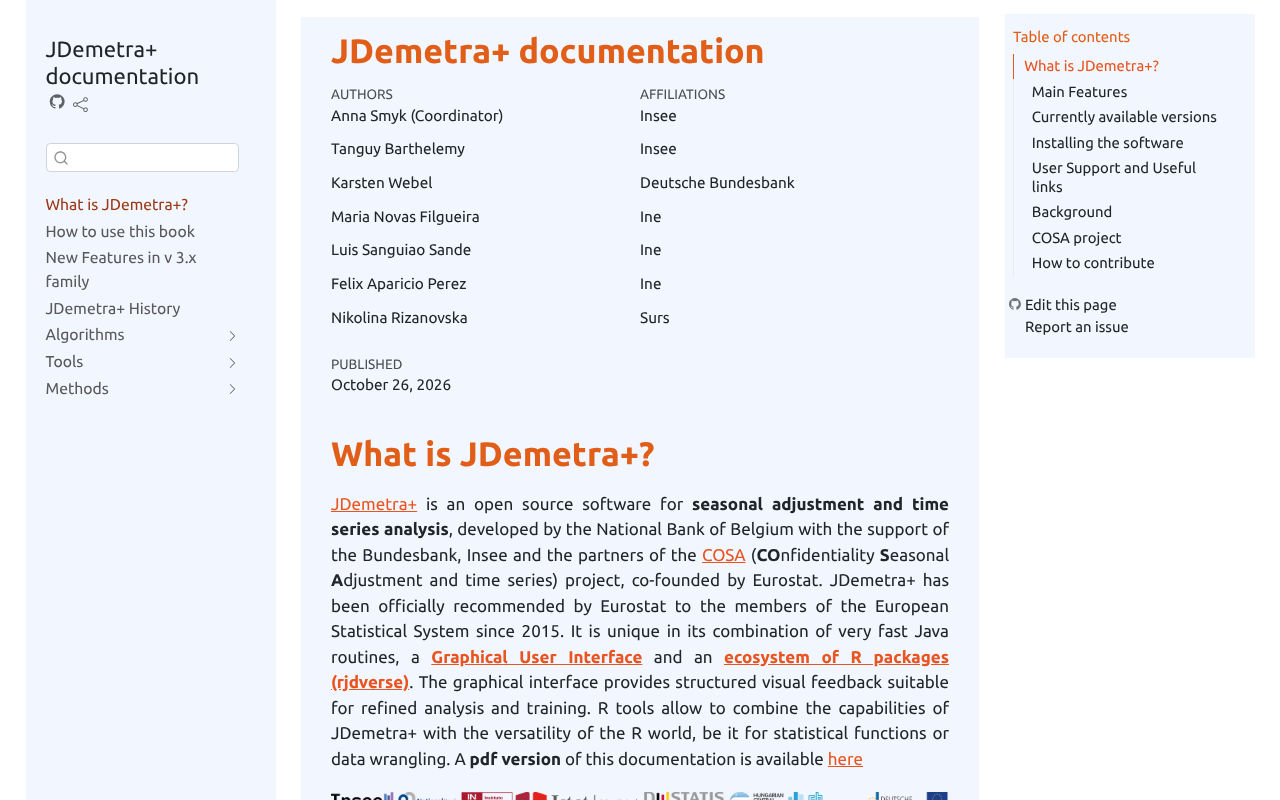 JDemetra+
documentation
What is JDemetra+?
How to use this book
New Features in v 3.x
family
JDemetra+ History
Algorithms
Tools
Methods
JDemetra+ documentation
AUTHORS AFFILIATIONS
Anna Smyk (Coordinator) Insee
Tanguy Barthelemy Insee
Karsten Webel Deutsche Bundesbank
Maria Novas Filgueira Ine
Luis Sanguiao Sande Ine
Felix Aparicio Perez Ine
Nikolina Rizanovska Surs
PUBLISHED
October 26, 2026
What is JDemetra+?
JDemetra+ is an open source software for seasonal adjustment and time
series analysis, developed by the National Bank of Belgium with the support of
the Bundesbank, Insee and the partners of the COSA (COnfidentiality Seasonal
Adjustment and time series) project, co-founded by Eurostat. JDemetra+ has
been officially recommended by Eurostat to the members of the European
Statistical System since 2015. It is unique in its combination of very fast Java
routines, a Graphical User Interface and an ecosystem of R packages
(rjdverse). The graphical interface provides structured visual feedback suitable
for refined analysis and training. R tools allow to combine the capabilities of
JDemetra+ with the versatility of the R world, be it for statistical functions or
data wrangling. A pdf version of this documentation is available here
Table of contents
What is JDemetra+?
Main Features
Currently available versions
Installing the software
User Support and Useful
links
Background
COSA project
How to contribute
Edit this page
Report an issue